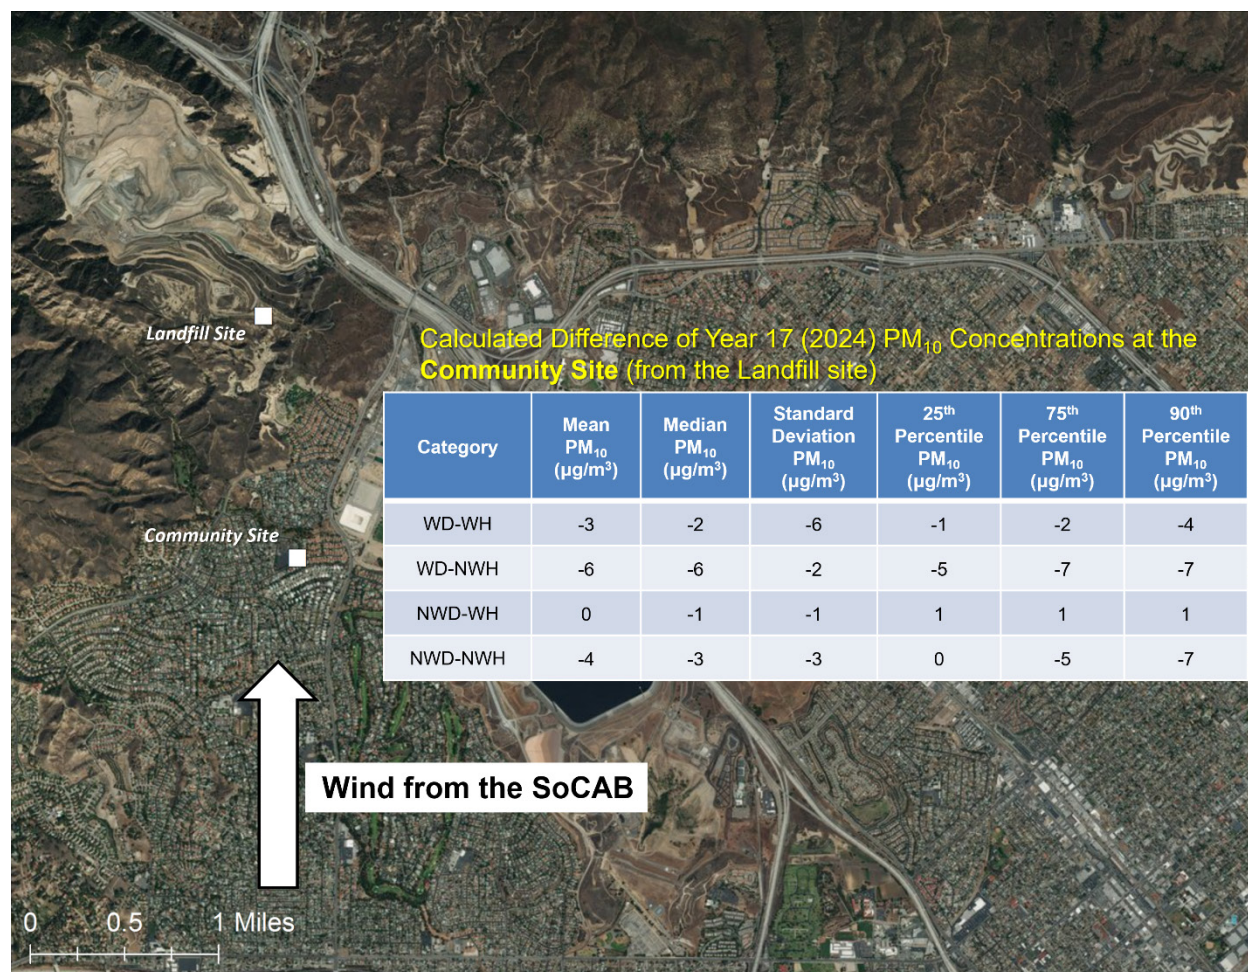 Landfill Site
Calculated Difference of Year 17 (2024) PM₁₀ Concentrations at the
Community Site (from the Landfill site)
Category
Mean
PM₁₀
(µg/m³)
Median
PM₁₀
(µg/m³)
Standard
Deviation
PM₁₀
(µg/m³)
25th
Percentile
PM₁₀
(µg/m³)
75th
Percentile
PM₁₀
(µg/m³)
90th
Percentile
PM₁₀
(µg/m³)
WD-WH -3 -2 -6 -1 -2 -4
WD-NWH -6 -6 -2 -5 -7 -7
NWD-WH 0 -1 -1 1 1 1
NWD-NWH -4 -3 -3 0 -5 -7
Community Site
Wind from the SoCAB
0 0.5 1 Miles